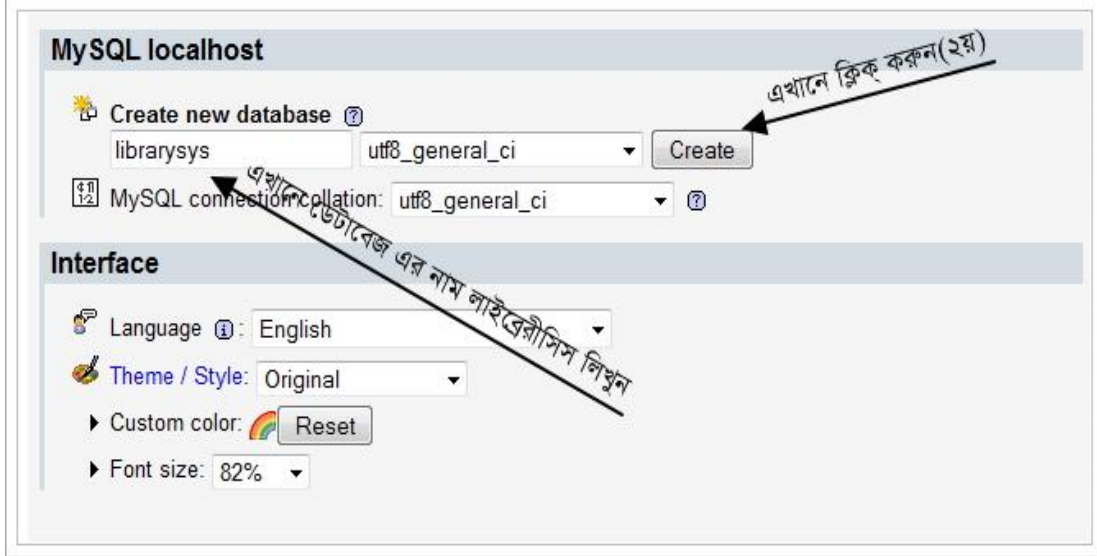 MySQL localhost
এখানে ক্লিক্ করুন(২য়)
Create new database
librarysys utf8_general_ci Create
এখানে ডেটাবেজ এর নাম লাইব্রেরীসিস লিখুন
MySQL connection collation: utf8_general_ci
Interface
Language : English
Theme / Style: Original
Custom color: Reset
Font size: 82%